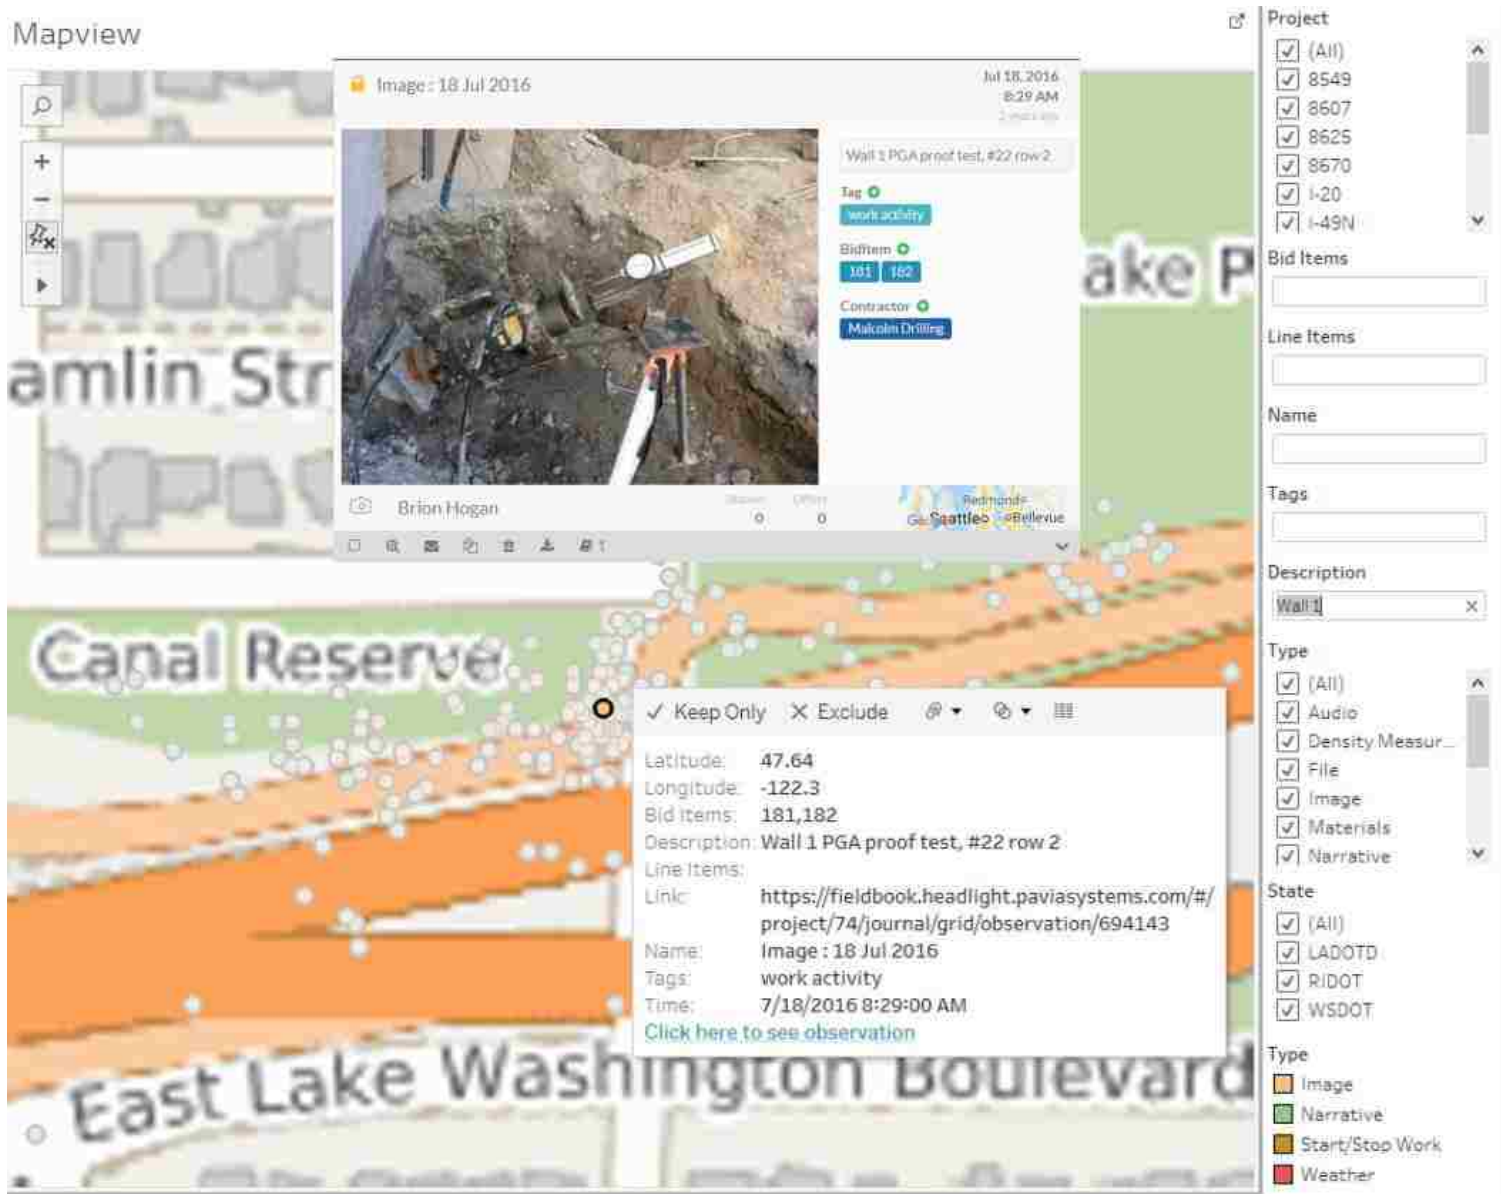 Mapview
Image : 18 Jul 2016
Jul 18, 2016
8:29 AM
2 years ago
Wall 1 PGA proof test, #22 row 2
Tag
work activity
BidItem
181 182
Contractor
Malcolm Drilling
Brion Hogan
0 0
Redmond
Seattle Bellevue
1
amlin Str
ake P
Canal Reserve
East Lake Washington Boulevard
Keep Only Exclude
Latitude: 47.64
Longitude: -122.3
Bid Items: 181,182
Description: Wall 1 PGA proof test, #22 row 2
Line Items:
Link: https://fieldbook.headlight.paviasystems.com/#/
project/74/journal/grid/observation/694143
Name: Image : 18 Jul 2016
Tags: work activity
Time: 7/18/2016 8:29:00 AM
Click here to see observation
Project
(All)
8549
8607
8625
8670
I-20
I-49N
Bid Items
Line Items
Name
Tags
Description
Wall 1
Type
(All)
Audio
Density Measur...
File
Image
Materials
Narrative
State
(All)
LADOTD
RIDOT
WSDOT
Type
Image
Narrative
Start/Stop Work
Weather